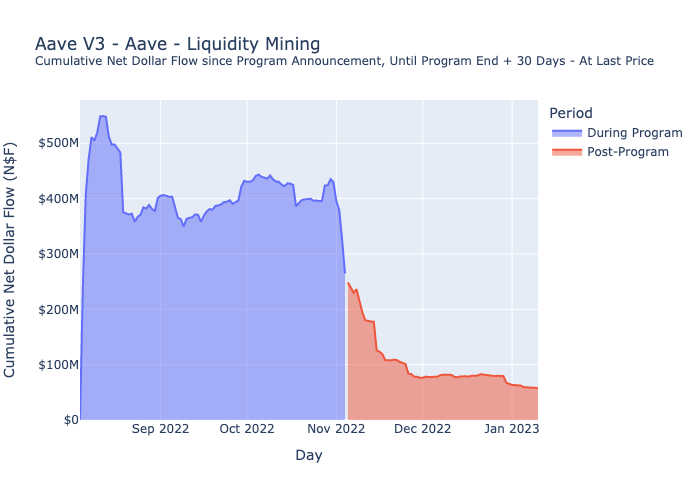 Aave V3 - Aave - Liquidity Mining
Cumulative Net Dollar Flow since Program Announcement, Until Program End + 30 Days - At Last Price
Period
During Program
Post-Program
Cumulative Net Dollar Flow (N$F)
$500M
$400M
$300M
$200M
$100M
$0
Sep 2022
Oct 2022
Nov 2022
Dec 2022
Jan 2023
Day